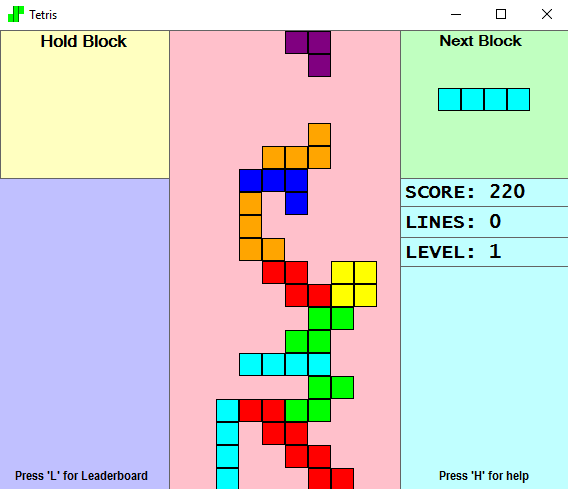 Tetris
Hold Block
Next Block
SCORE: 220
LINES: 0
LEVEL: 1
Press 'L' for Leaderboard
Press 'H' for help